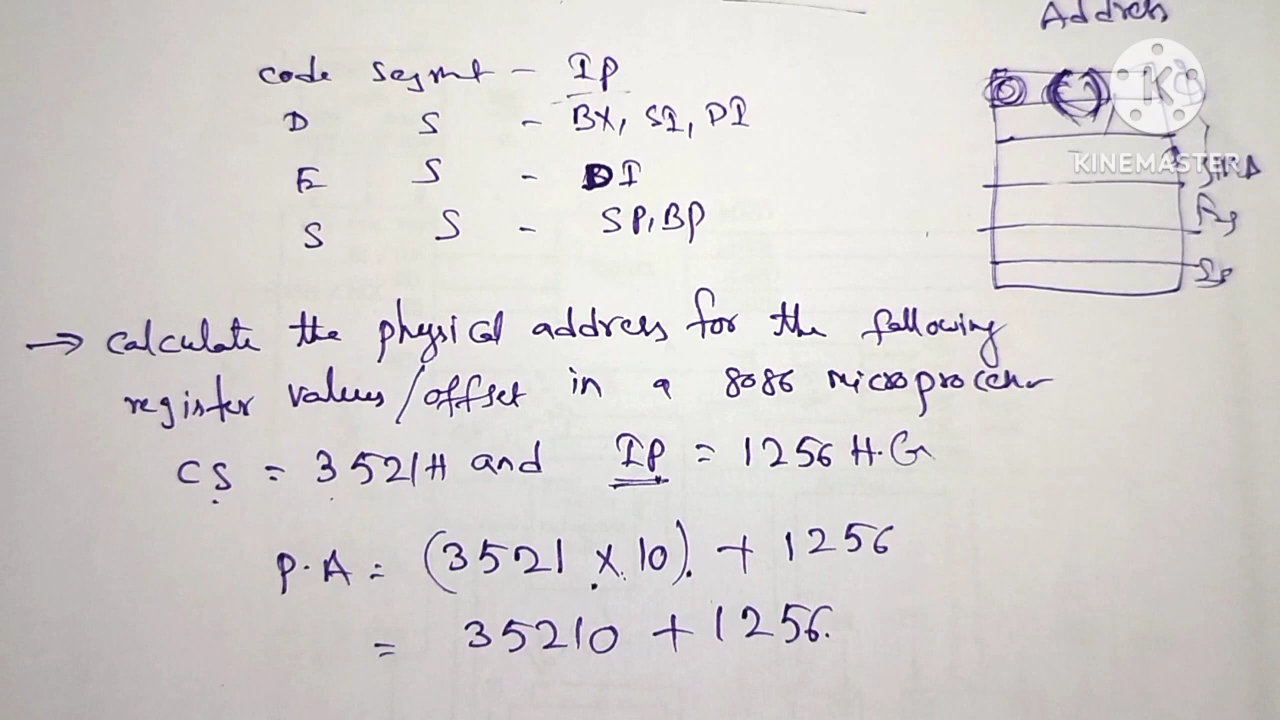 Address
code segmt - IP
D S - BX, SI, DI
E S - DI
S S - SP, BP
KINEMASTER
→ calculate the physical address for the following
register values/offset in a 8086 microprocessor
CS = 3521H and IP = 1256 H.
P.A = (3521 × 10). + 1256
= 35210 + 1256.